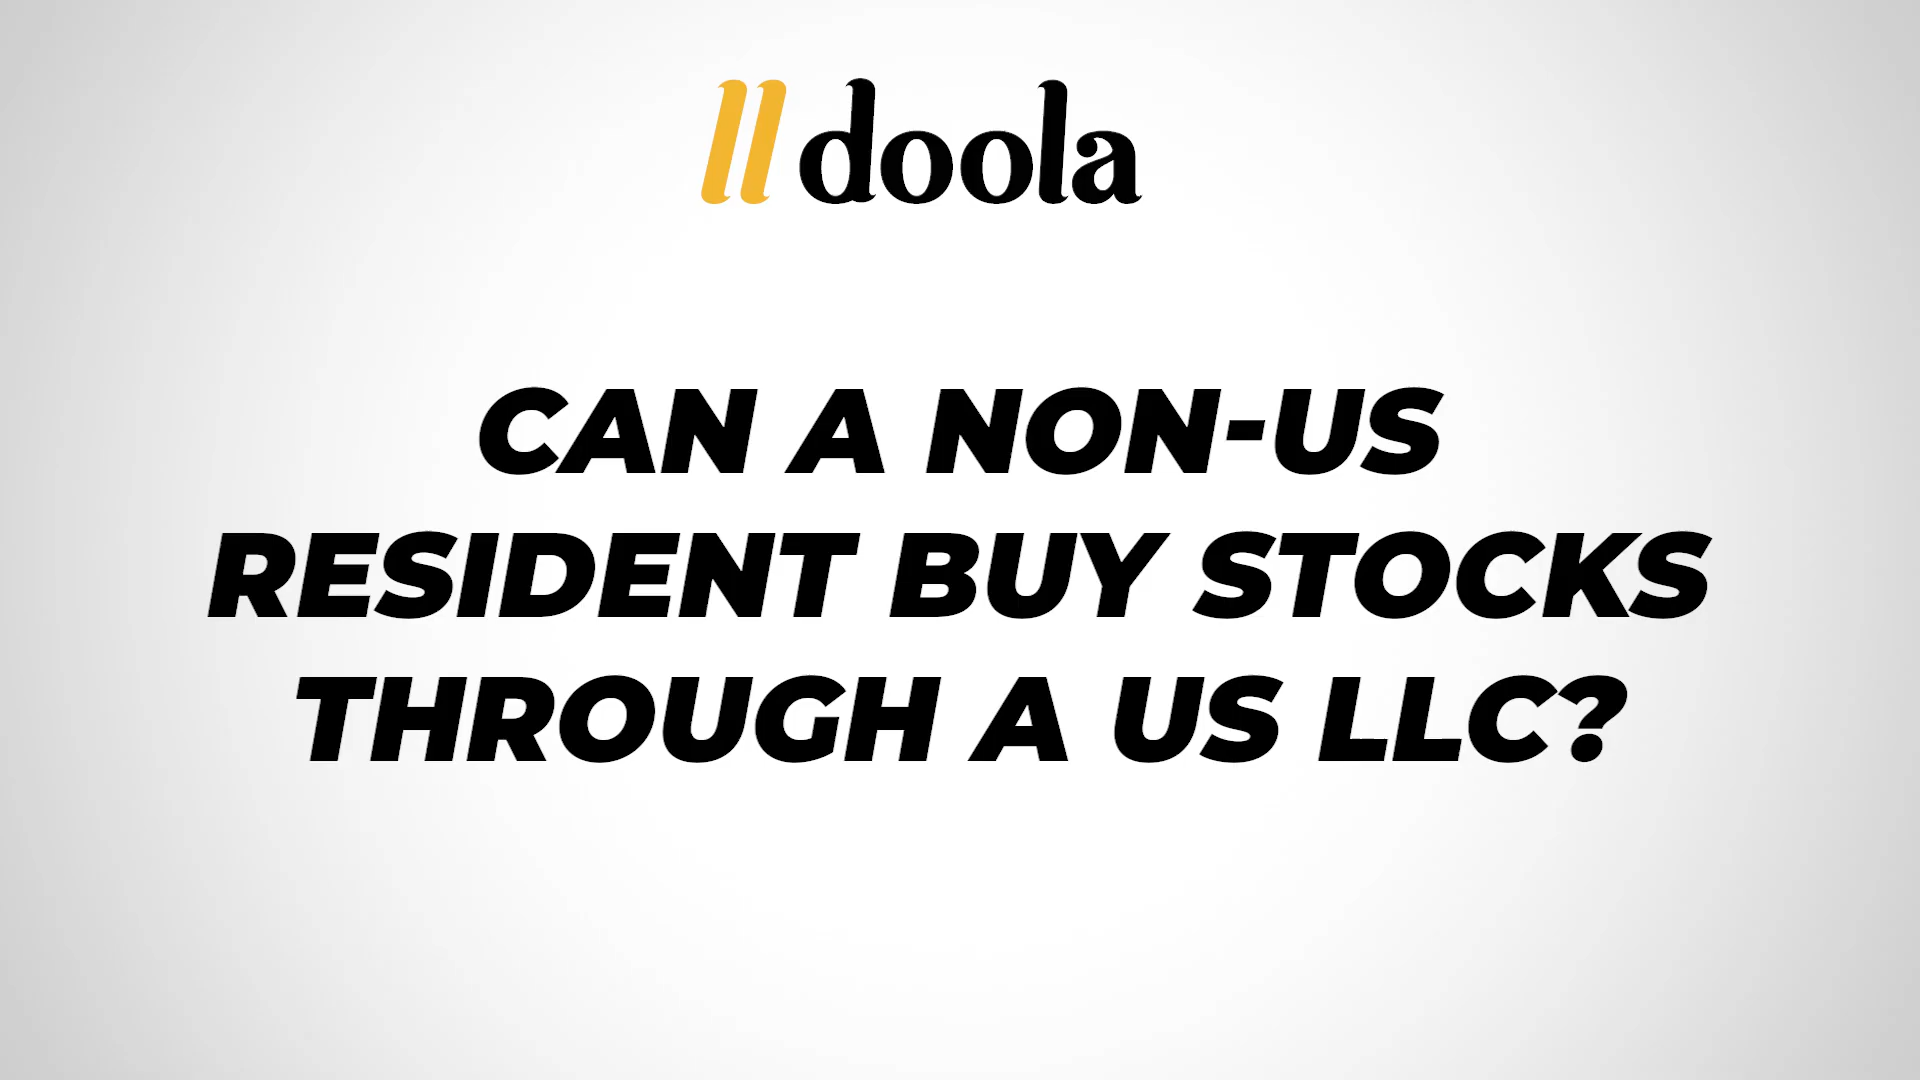 doola
CAN A NON-US
RESIDENT BUY STOCKS
THROUGH A US LLC?